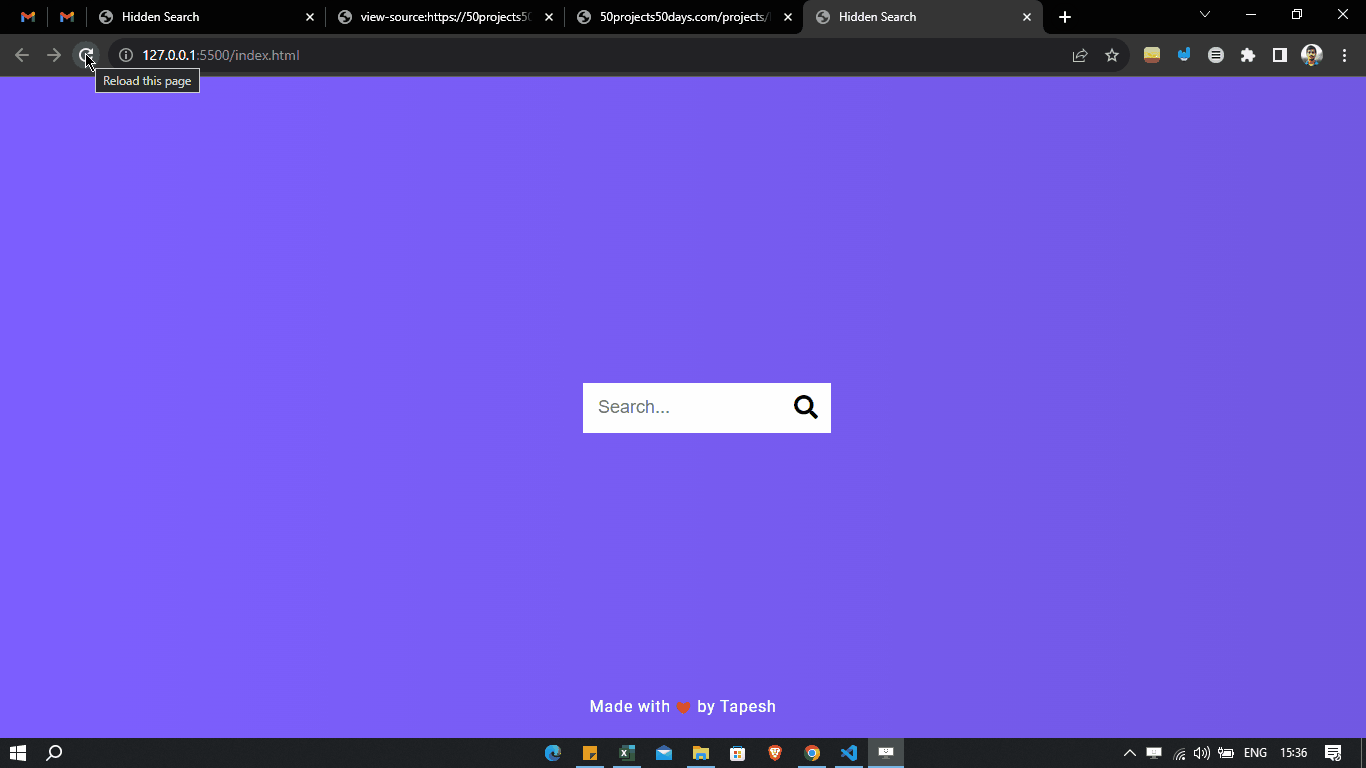 Hidden Search
view-source:https://50projects50
50projects50days.com/projects/
Hidden Search
127.0.0.1:5500/index.html
Reload this page
Search...
Made with by Tapesh
ENG
15:36